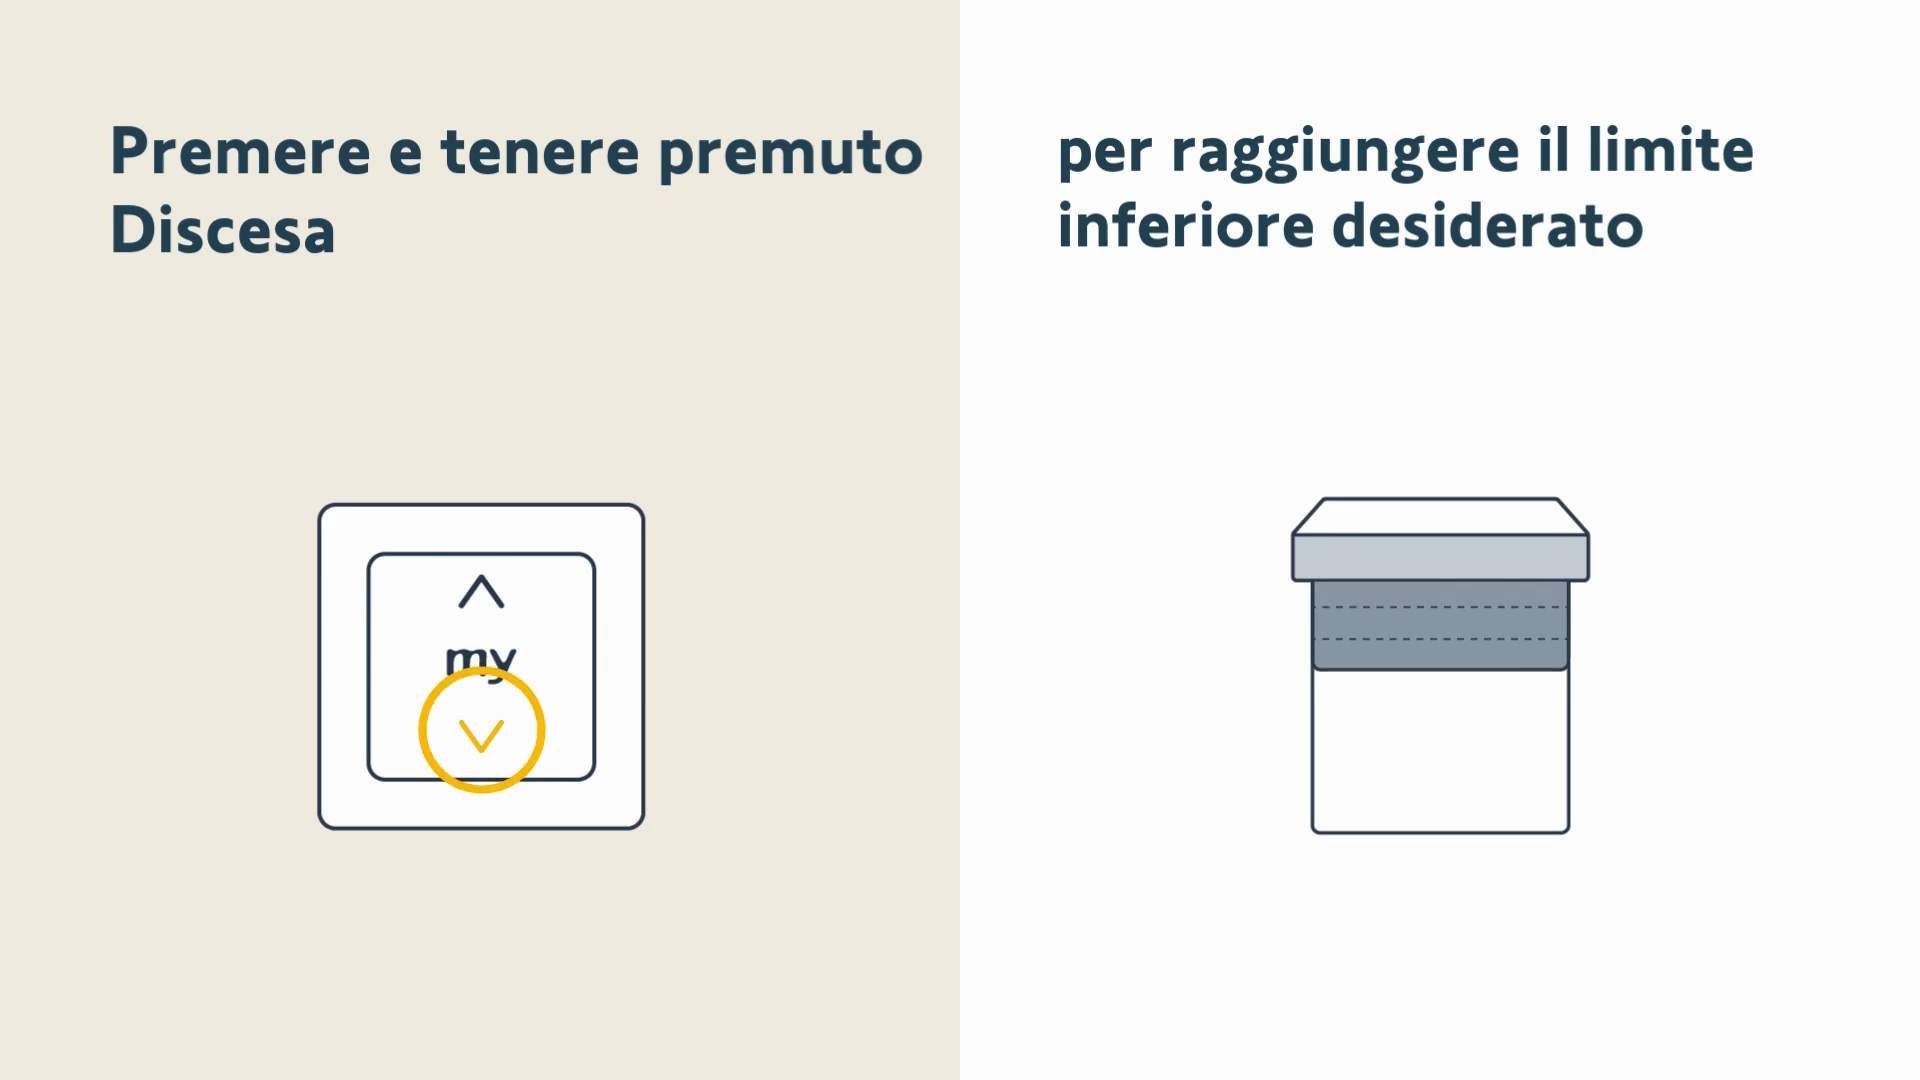 Premere e tenere premuto
Discesa
per raggiungere il limite
inferiore desiderato
my